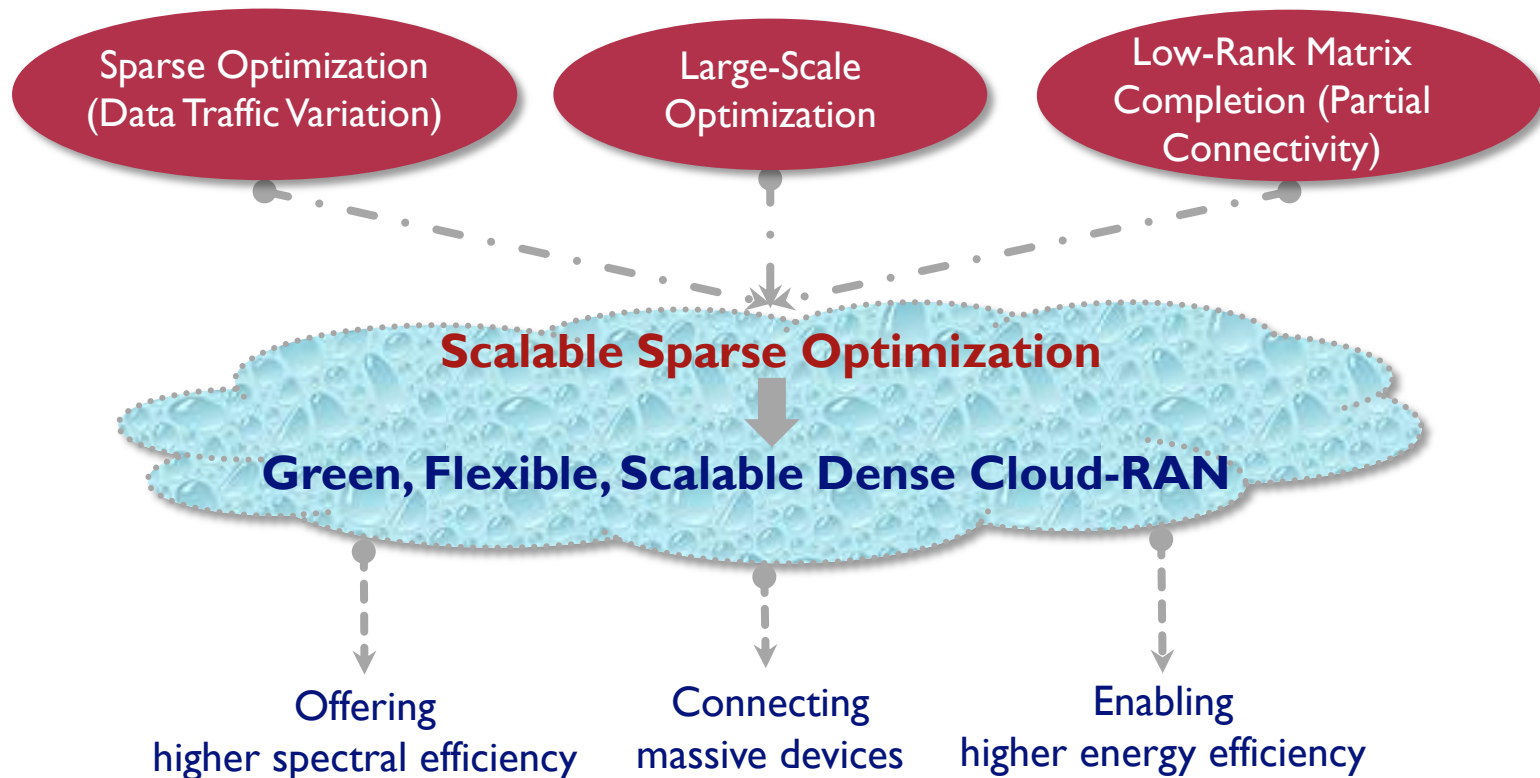 Sparse Optimization
(Data Traffic Variation)
Large-Scale
Optimization
Low-Rank Matrix
Completion (Partial
Connectivity)
Scalable Sparse Optimization
Green, Flexible, Scalable Dense Cloud-RAN
Offering
higher spectral efficiency
Connecting
massive devices
Enabling
higher energy efficiency